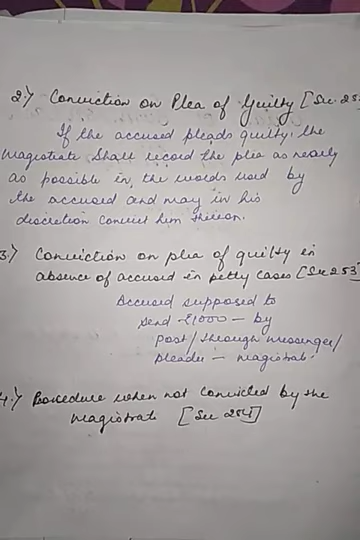 2.) Conviction on Plea of Guilty [Sec. 252
If the accused pleads guilty, the
Magistrate Shall record the plea as nearly
as possible in, the words used by
the accused and may in his
discretion convict him thereon.
3.) Conviction on plea of guilty in
absence of accused in petty cases [Sec 253]
Accused supposed to
send ₹1000 – by
Post/through messenger/
pleader – magistrate.
4.) Procedure when not convicted by the
magistrate [Sec 254]